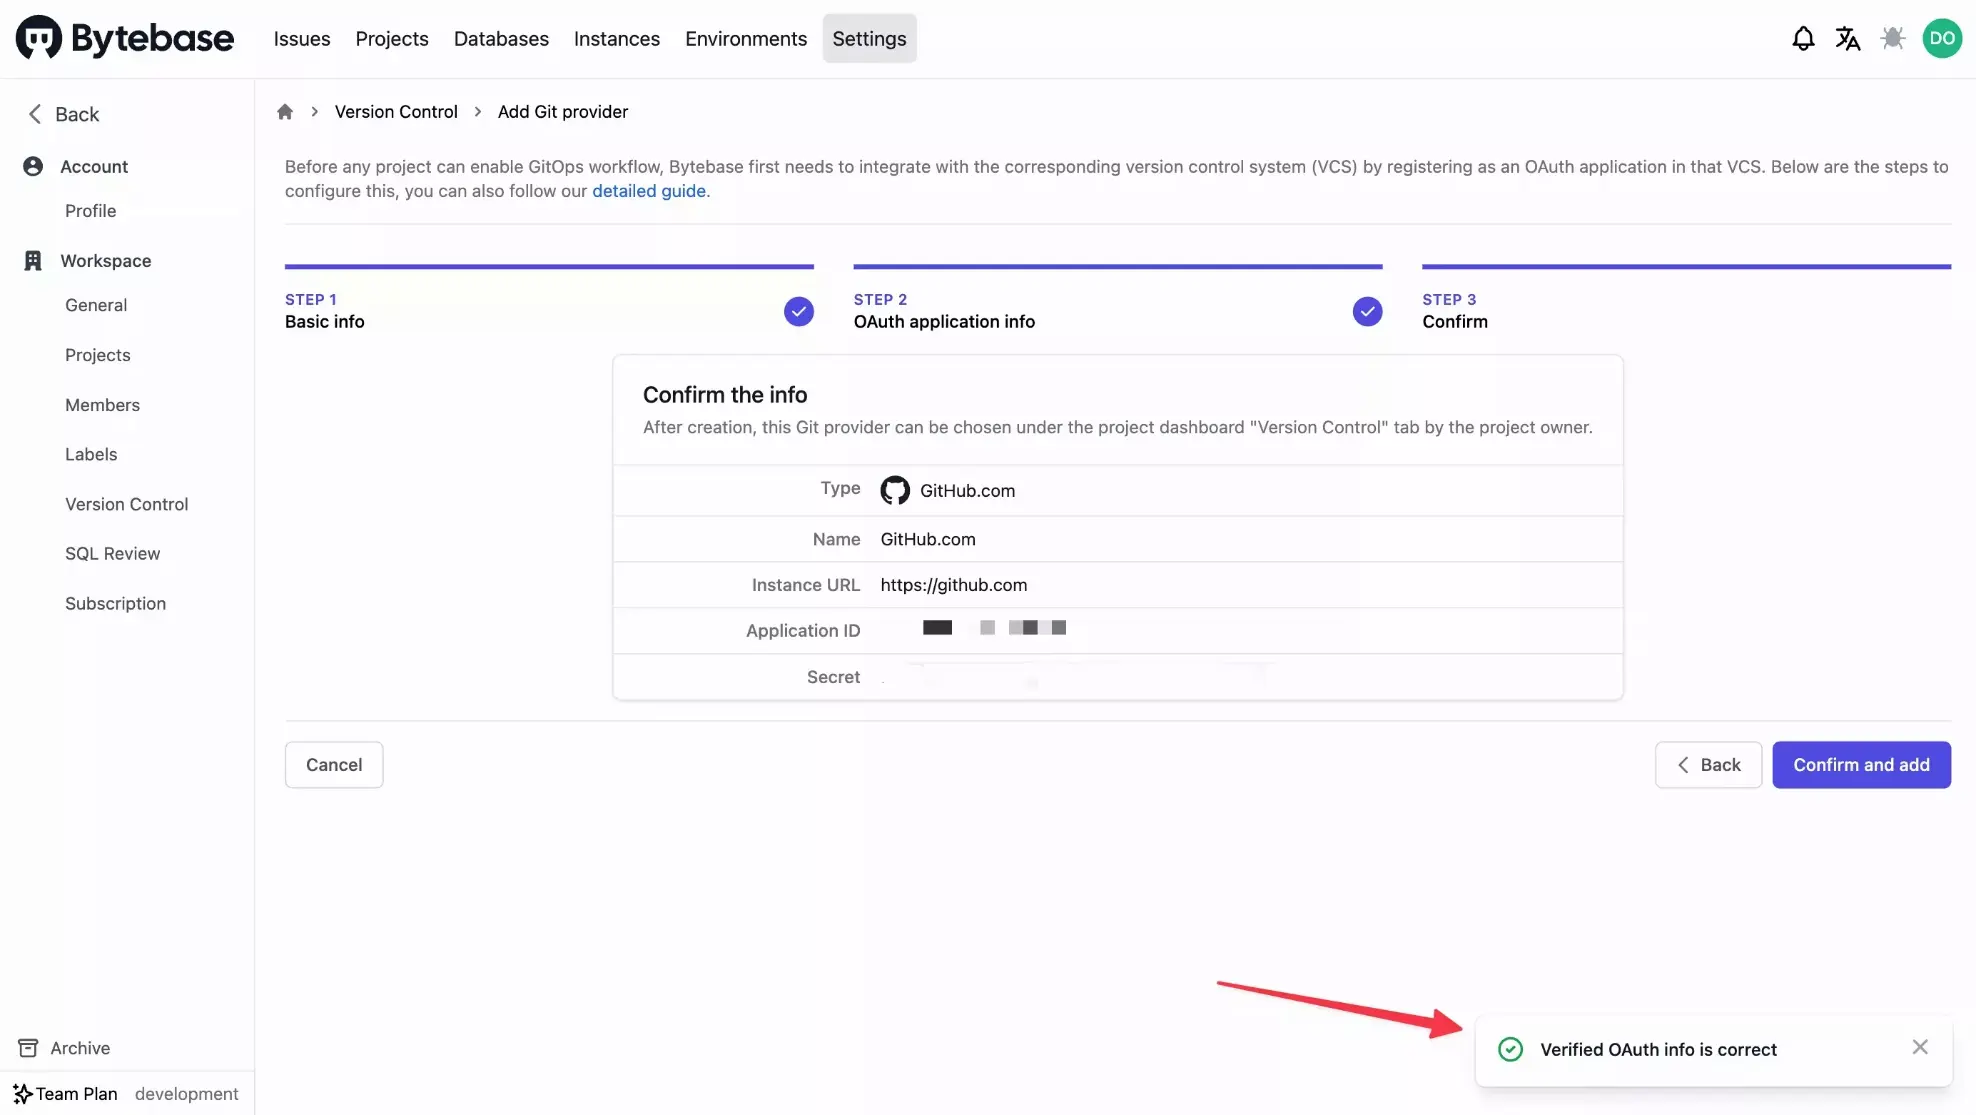 Bytebase
Issues
Projects
Databases
Instances
Environments
Settings
DO
Back
Account
Profile
Workspace
General
Projects
Members
Labels
Version Control
SQL Review
Subscription
Archive
Team Plan
development
Version Control
Add Git provider
Before any project can enable GitOps workflow, Bytebase first needs to integrate with the corresponding version control system (VCS) by registering as an OAuth application in that VCS. Below are the steps to
configure this, you can also follow our detailed guide.
STEP 1
Basic info
STEP 2
OAuth application info
STEP 3
Confirm
Confirm the info
After creation, this Git provider can be chosen under the project dashboard "Version Control" tab by the project owner.
Type GitHub.com
Name GitHub.com
Instance URL https://github.com
Application ID
Secret
Cancel
Back
Confirm and add
Verified OAuth info is correct